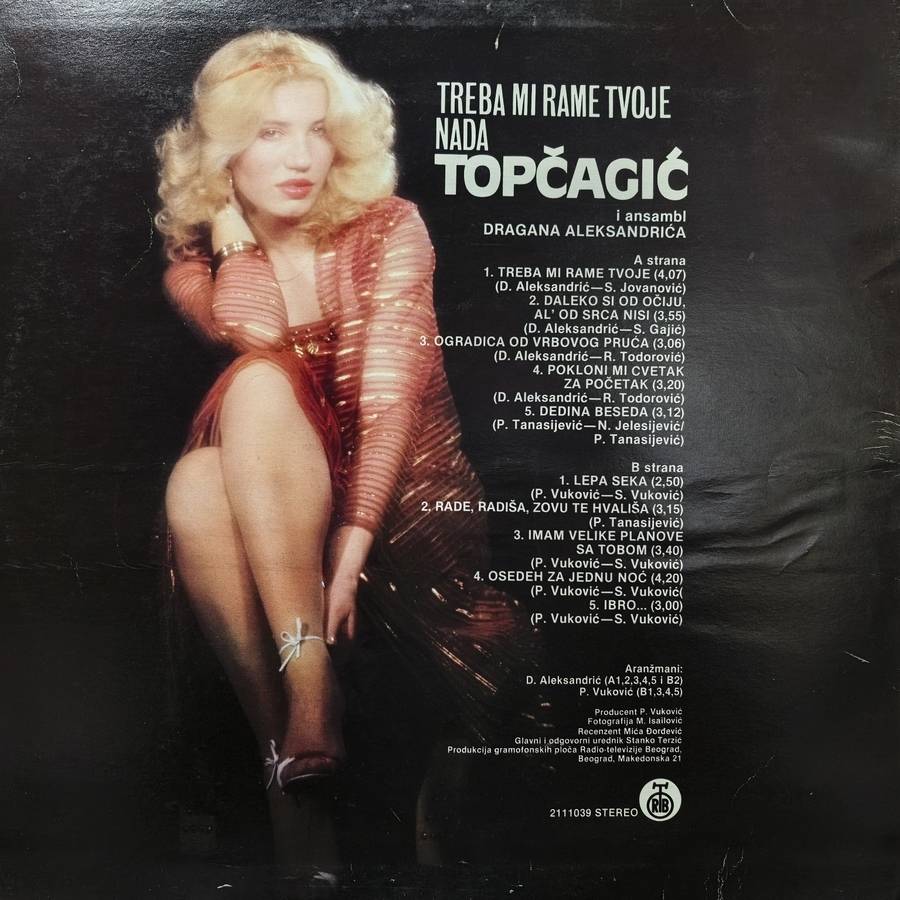 TREBA MI RAME TVOJE
NADA
TOPČAGIĆ
i ansambl
DRAGANA ALEKSANDRIĆA
A strana
1. TREBA MI RAME TVOJE (4,07)
(D. Aleksandrić—S. Jovanović)
2. DALEKO SI OD OČIJU,
AL' OD SRCA NISI (3,55)
(D. Aleksandrić—S. Gajić)
3. OGRADICA OD VRBOVOG PRUĆA (3,06)
(D. Aleksandrić—R. Todorović)
4. POKLONI MI CVETAK
ZA POČETAK (3,20)
(D. Aleksandrić—R. Todorović)
5. DEDINA BESEDA (3,12)
(P. Tanasijević—N. Jelesijević/
P. Tanasijević)
B strana
1. LEPA SEKA (2,50)
(P. Vuković—S. Vuković)
2. RADE, RADIŠA, ZOVU TE HVALIŠA (3,15)
(P. Tanasijević)
3. IMAM VELIKE PLANOVE
SA TOBOM (3,40)
(P. Vuković—S. Vuković)
4. OSEDEH ZA JEDNU NOĆ (4,20)
(P. Vuković—S. Vuković(
5. IBRO... (3,00)
(P. Vuković—S. Vuković)
Aranžmani:
D. Aleksandrić (A1,2,3,4,5 i B2)
P. Vuković (B1,3,4,5)
Producent P. Vuković
Fotografija M. Isailović
Recenzent Mića Đorđević
Glavni i odgovorni urednik Stanko Terzić
Produkcija gramofonskih ploča Radio-televizije Beograd,
Beograd, Makedonska 21
2111039 STEREO RTB